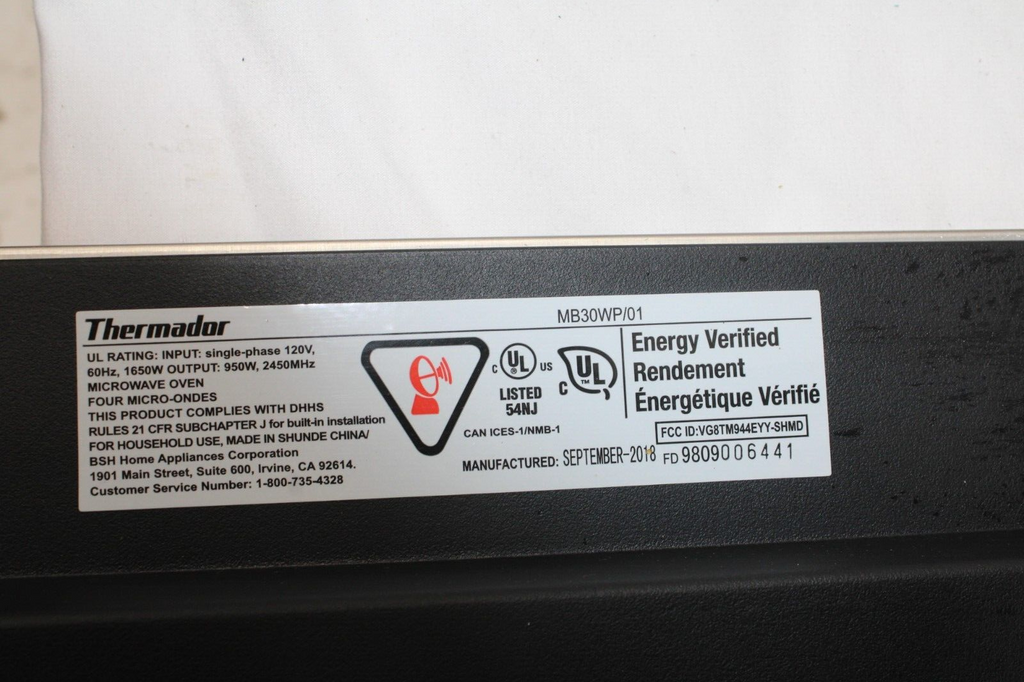 Thermador
MB30WP/01
UL RATING: INPUT: single-phase 120V,
60Hz, 1650W OUTPUT: 950W, 2450MHz
MICROWAVE OVEN
FOUR MICRO-ONDES
THIS PRODUCT COMPLIES WITH DHHS
RULES 21 CFR SUBCHAPTER J for built-in installation
FOR HOUSEHOLD USE, MADE IN SHUNDE CHINA/
BSH Home Appliances Corporation
1901 Main Street, Suite 600, Irvine, CA 92614.
Customer Service Number: 1-800-735-4328
C UL ® US
LISTED
54NJ
CAN ICES-1/NMB-1
C UL TM
Energy Verified
Rendement
Énergétique Vérifié
FCC ID:VG8TM944EYY-SHMD
MANUFACTURED: SEPTEMBER-2018 FD 9809006441